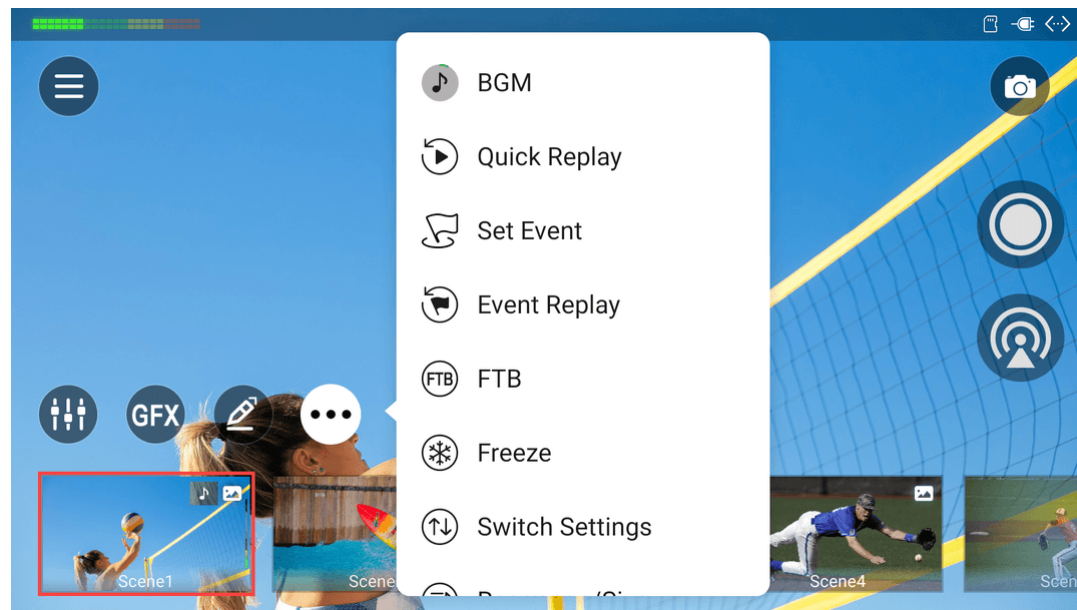 BGM
Quick Replay
Set Event
Event Replay
FTB FTB
GFX
Freeze
Switch Settings
Scene1
Scene4